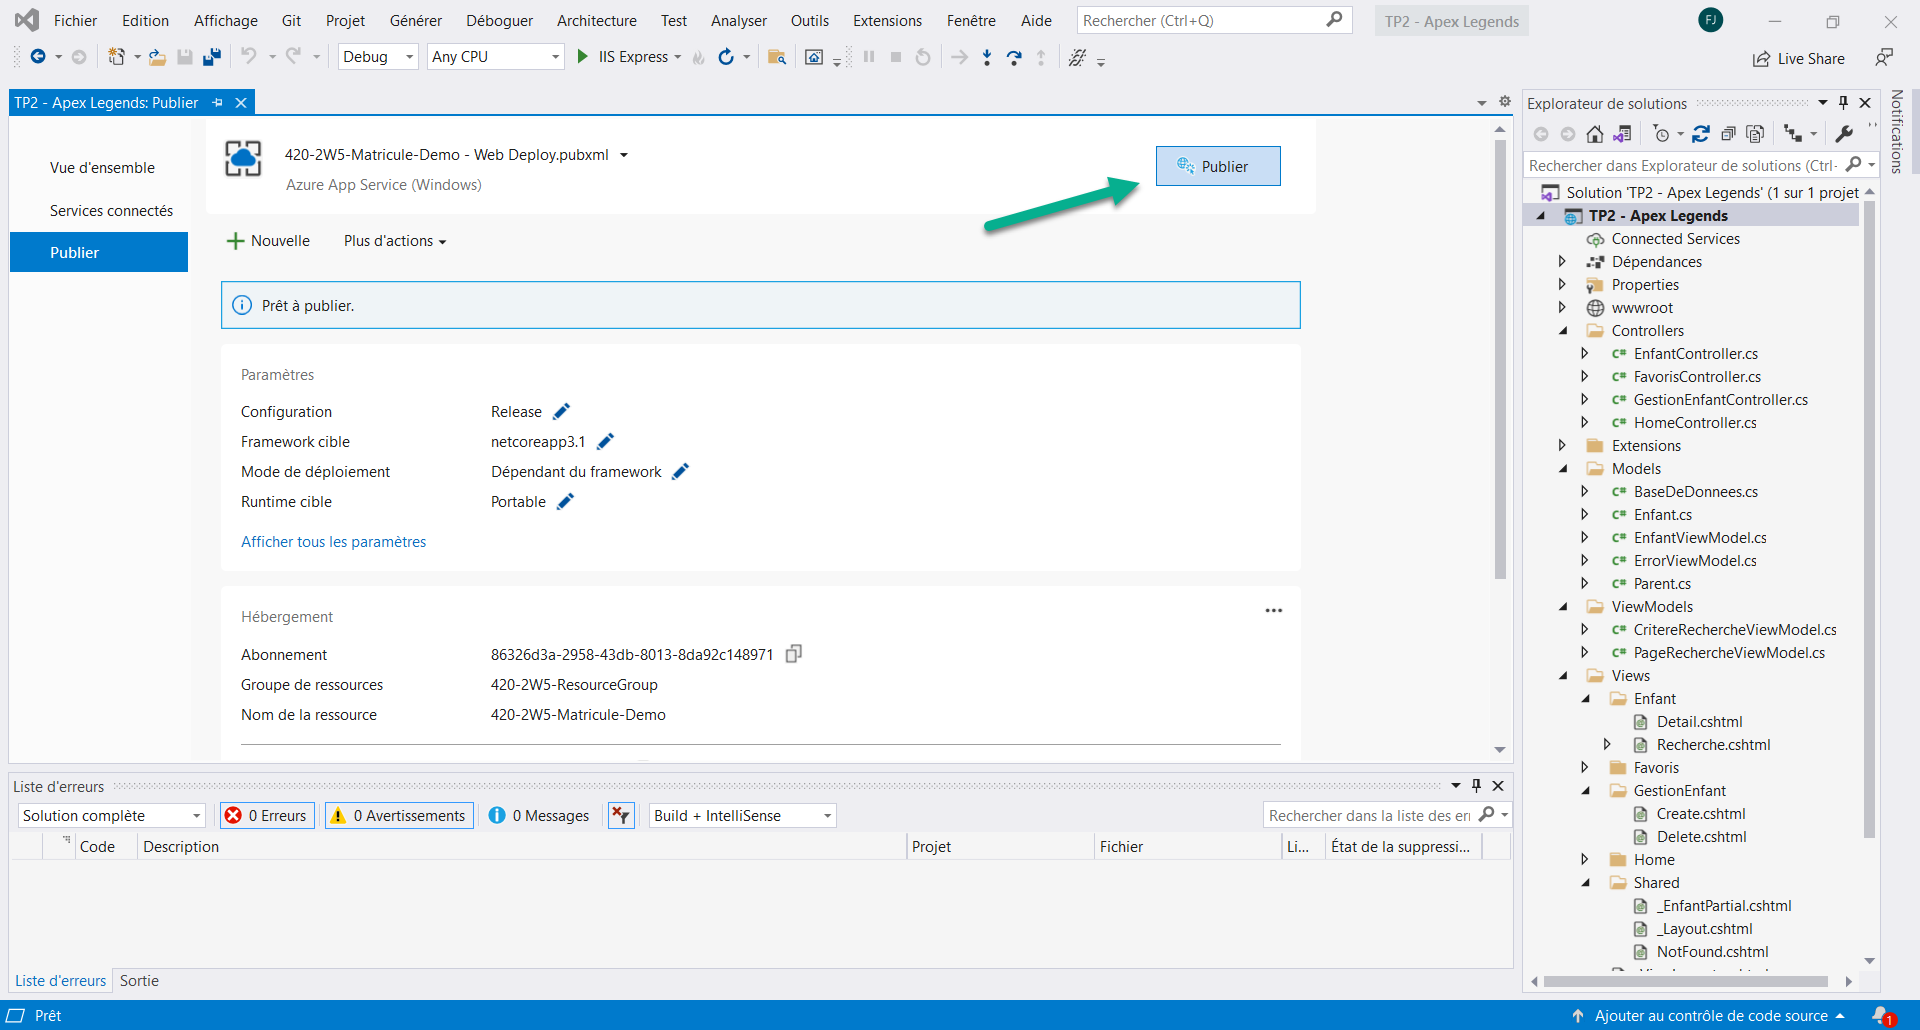 Fichier Edition Affichage Git Projet Générer Déboguer Architecture Test Analyser Outils Extensions Fenêtre Aide Rechercher (Ctrl+Q) TP2 - Apex Legends FJ
Debug Any CPU IIS Express Live Share
TP2 - Apex Legends: Publier
Vue d'ensemble
Services connectés
Publier
420-2W5-Matricule-Demo - Web Deploy.pubxml
Azure App Service (Windows)
Publier
Nouvelle Plus d'actions
Prêt à publier.
Paramètres
Configuration Release
Framework cible netcoreapp3.1
Mode de déploiement Dépendant du framework
Runtime cible Portable
Afficher tous les paramètres
Hébergement
Abonnement 86326d3a-2958-43db-8013-8da92c148971
Groupe de ressources 420-2W5-ResourceGroup
Nom de la ressource 420-2W5-Matricule-Demo
Liste d'erreurs
Solution complète 0 Erreurs 0 Avertissements 0 Messages Build + IntelliSense Rechercher dans la liste des er
Code Description Projet Fichier Li... État de la suppressi...
Liste d'erreurs Sortie
Explorateur de solutions
Rechercher dans Explorateur de solutions (Ctrl-
Solution 'TP2 - Apex Legends' (1 sur 1 projet
TP2 - Apex Legends
Connected Services
Dépendances
Properties
wwwroot
Controllers
C# EnfantController.cs
C# FavorisController.cs
C# GestionEnfantController.cs
C# HomeController.cs
Extensions
Models
C# BaseDeDonnees.cs
C# Enfant.cs
C# EnfantViewModel.cs
C# ErrorViewModel.cs
C# Parent.cs
ViewModels
C# CritereRechercheViewModel.cs
C# PageRechercheViewModel.cs
Views
Enfant
Detail.cshtml
Recherche.cshtml
Favoris
GestionEnfant
Create.cshtml
Delete.cshtml
Home
Shared
_EnfantPartial.cshtml
_Layout.cshtml
NotFound.cshtml
Notifications
Prêt
Ajouter au contrôle de code source 1